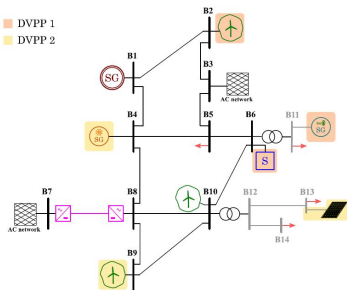 DVPP 1
DVPP 2
B2
B1
SG
B3
AC network
B4
B5
B6
B11
SG
S
B7
B8
B10
B12
B13
AC network
B14
B9